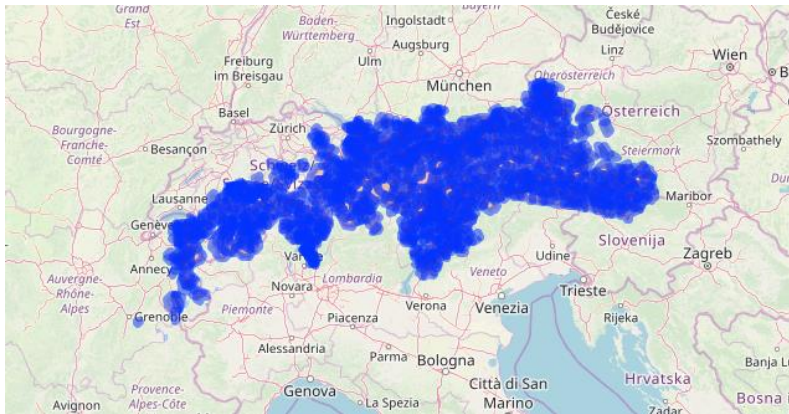 Grand
Est
Baden-
Württemberg
Ingolstadt
Bayern
České
Budějovice
Augsburg
Linz
Wien
Freiburg
im Breisgau
Ulm
München
Oberösterreich
Basel
Österreich
Zürich
Bourgogne-
Franche-
Comté
Besançon
Steiermark
Szombathely
Lausanne
Maribor
Genève
Slovenija
Annecy
Udine
Zagreb
Auvergne-
Rhône-
Alpes
Lombardia
Veneto
Trieste
Novara
Piemonte
Verona
Venezia
Rijeka
Grenoble
Piacenza
Alessandria
Parma
Bologna
Banja Lu
Hrvatska
Provence-
Alpes-Côte
Genova
Città di San
Marino
Bosna i
Avignon
La Spezia
Zadar